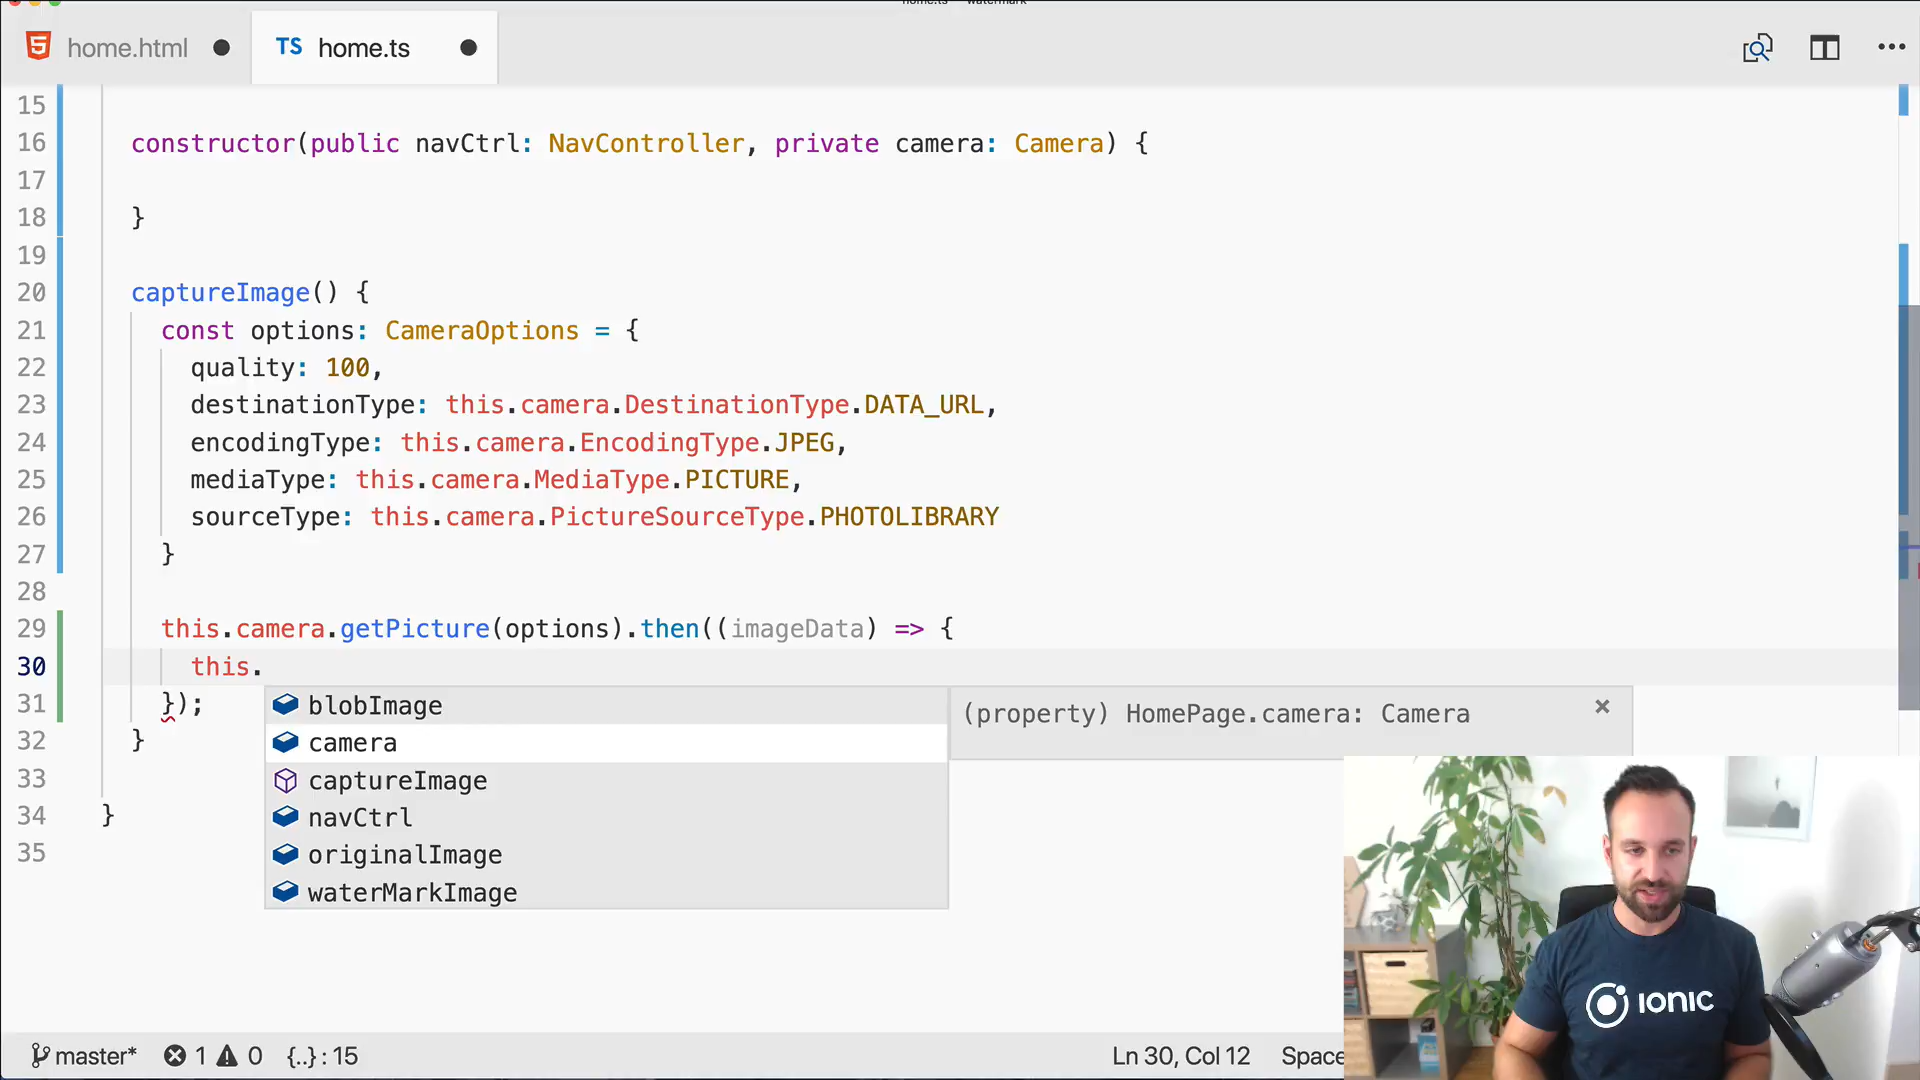 home.ts — watermark
home.html
TS home.ts
15
16 constructor(public navCtrl: NavController, private camera: Camera) {
17
18 }
19
20 captureImage() {
21 const options: CameraOptions = {
22 quality: 100,
23 destinationType: this.camera.DestinationType.DATA_URL,
24 encodingType: this.camera.EncodingType.JPEG,
25 mediaType: this.camera.MediaType.PICTURE,
26 sourceType: this.camera.PictureSourceType.PHOTOLIBRARY
27 }
28
29 this.camera.getPicture(options).then((imageData) => {
30 this.
31 });
32 }
33
34 }
35
blobImage
camera
captureImage
navCtrl
originalImage
waterMarkImage
(property) HomePage.camera: Camera
IONIC
master* 1 0 {..}: 15 Ln 30, Col 12 Space